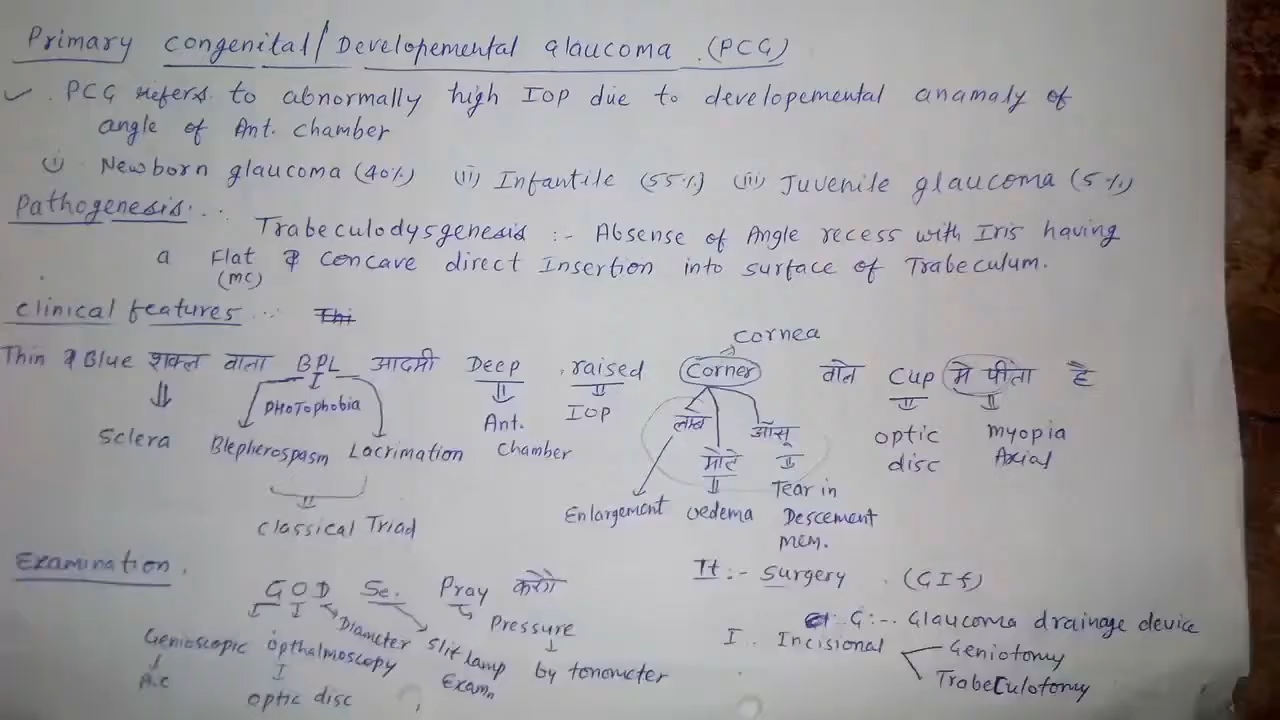 Primary congenital/Developemental glaucoma (PCG)
PCG refers to abnormally high IOP due to developemental anamaly of
angle of Ant. chamber
(i) Newborn glaucoma (40%) (ii) Infantile (55%) (iii) Juvenile glaucoma (5%)
Pathogenesis:..
Trabeculodysgenesis :- Absense of Angle recess with Iris having
a Flat & concave direct Insertion into surface of Trabeculum.
(mc)
Clinical features...
Thin & Blue शक्ल वाला BPL आदमी Deep raised Corner वोन Cup मे पीता है
cornea
Photophobia
IOP
Ant. chamber
लम्बे मोटे आँसू
Sclera Blepherospasm Lacrimation
optic disc
myopia Axial
Enlargement oedema Tear in Descement mem.
Classical Triad
Examination.
GOD Se. Pray करेंगे
Genioscopic opthalmoscopy Diameter Slit lamp Examn Pressure
by tonometer
A.C
optic disc
Tt :- Surgery . (GIf)
G:-. Glaucoma drainage device
I. Incisional
Geniotomy
Trabeculotomy